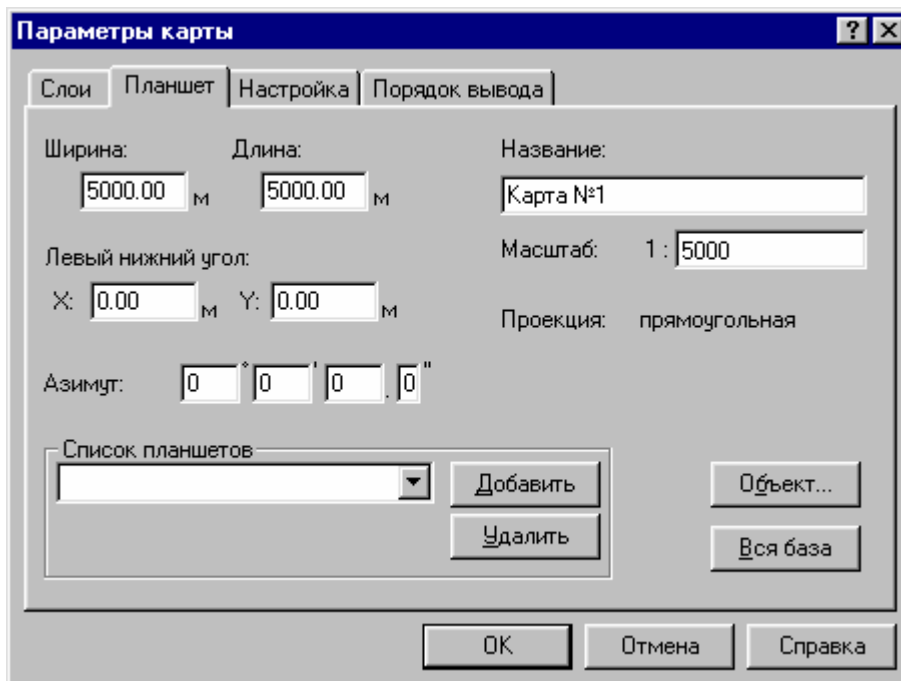 Параметры карты
Слои Планшет Настройка Порядок вывода
Ширина: Длина: Название:
5000.00 м 5000.00 м Карта №1
Масштаб: 1 : 5000
Левый нижний угол:
X: 0.00 м Y: 0.00 м
Проекция: прямоугольная
Азимут: 0 ° 0 ' 0 . 0 "
Список планшетов
Добавить Объект...
Удалить Вся база
OK Отмена Справка